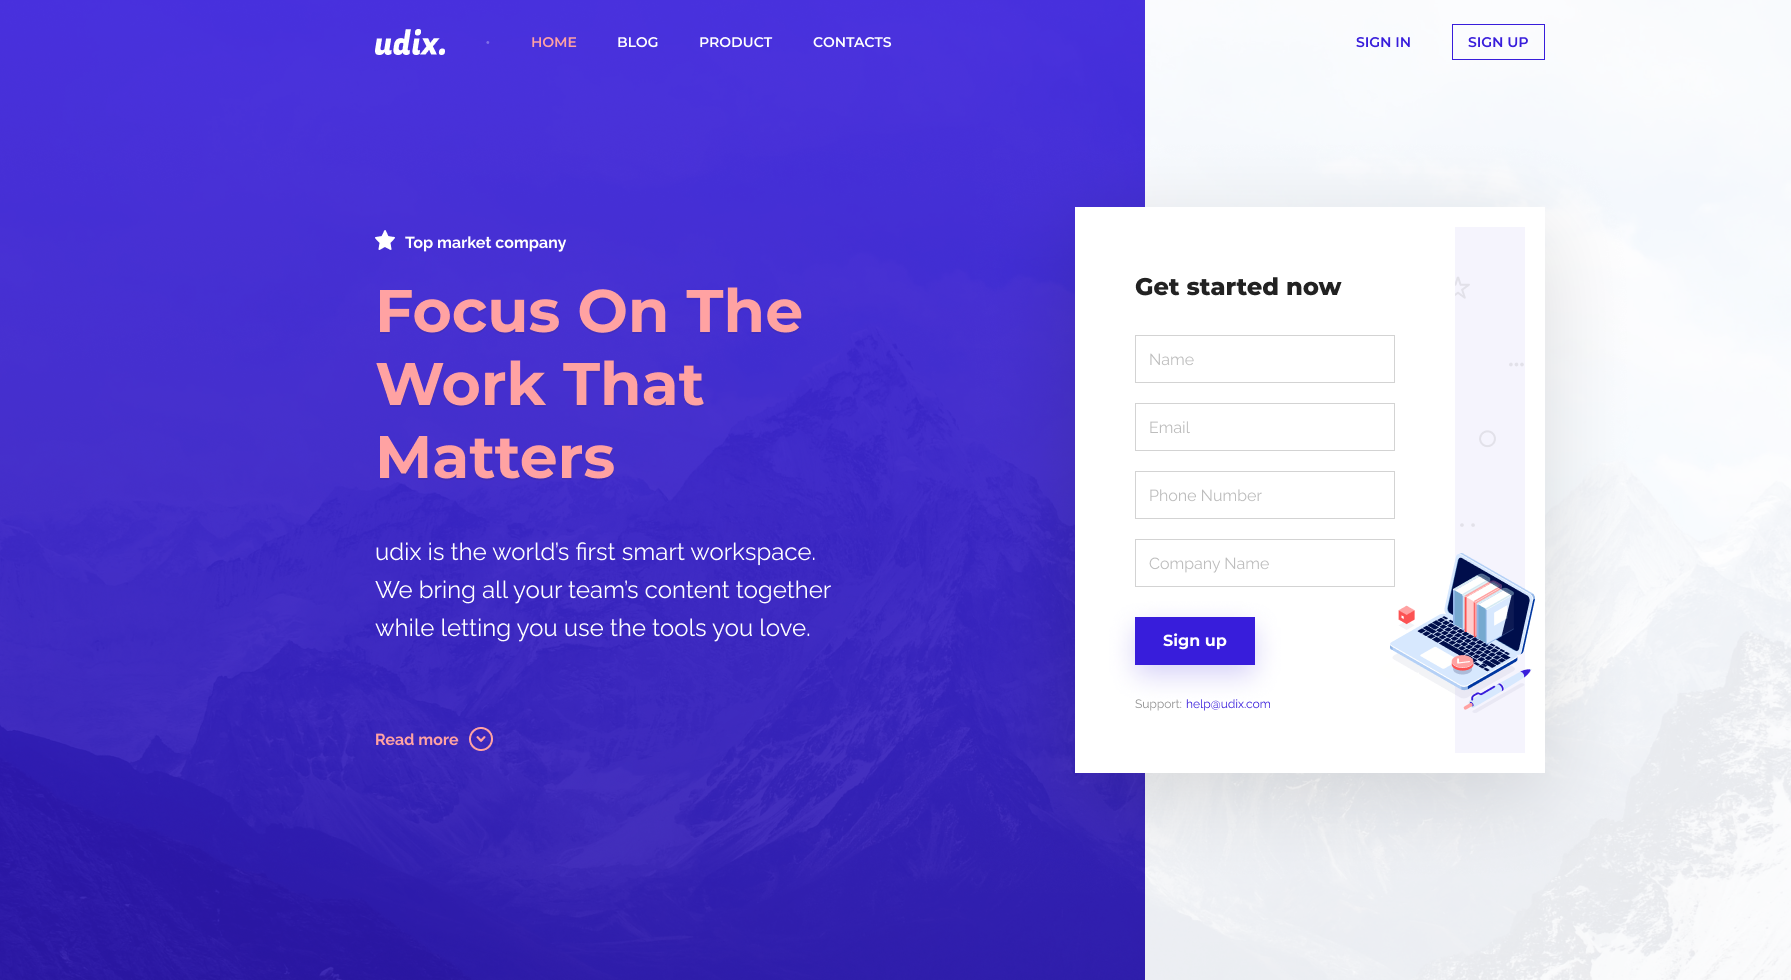 udix.
HOME
BLOG
PRODUCT
CONTACTS
SIGN IN
SIGN UP
Top market company
Focus On The
Work That
Matters
udix is the world’s first smart workspace.
We bring all your team’s content together
while letting you use the tools you love.
Read more
Get started now
Name
Email
Phone Number
Company Name
Sign up
Support: help@udix.com